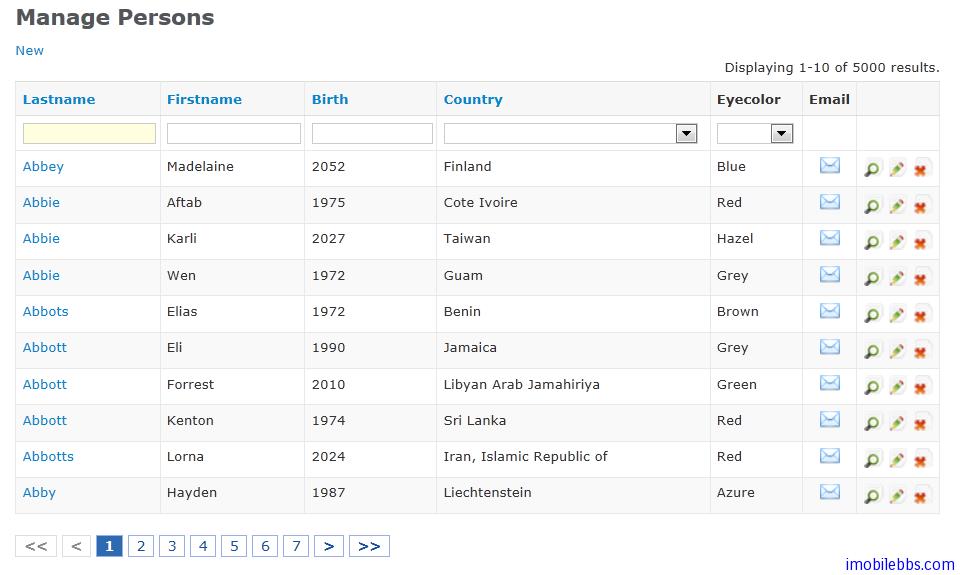 Manage Persons
New
Displaying 1-10 of 5000 results.
Lastname Firstname Birth Country Eyecolor Email
Abbey Madelaine 2052 Finland Blue
Abbie Aftab 1975 Cote Ivoire Red
Abbie Karli 2027 Taiwan Hazel
Abbie Wen 1972 Guam Grey
Abbots Elias 1972 Benin Brown
Abbott Eli 1990 Jamaica Grey
Abbott Forrest 2010 Libyan Arab Jamahiriya Green
Abbott Kenton 1974 Sri Lanka Red
Abbotts Lorna 2024 Iran, Islamic Republic of Red
Abby Hayden 1987 Liechtenstein Azure
<< < 1 2 3 4 5 6 7 > >>
imobilebbs.com